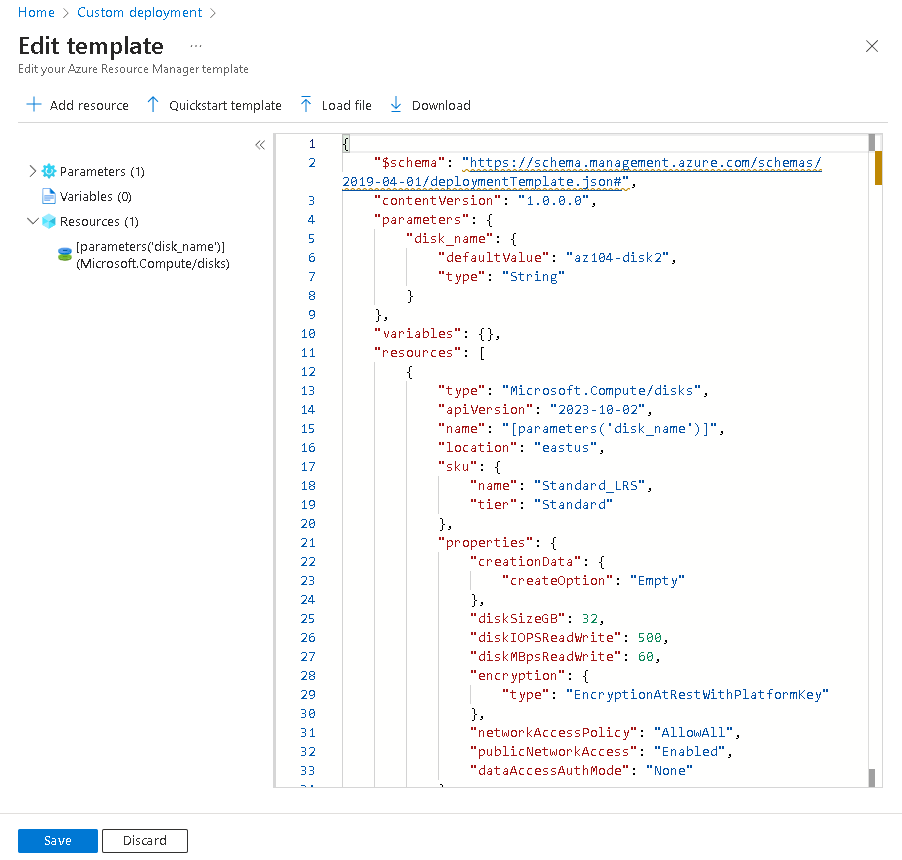 Home > Custom deployment >
Edit template ...
Edit your Azure Resource Manager template
Add resource Quickstart template Load file Download
«
Parameters (1)
Variables (0)
Resources (1)
[parameters('disk_name')]
(Microsoft.Compute/disks)
1 {
2 "$schema": "https://schema.management.azure.com/schemas/
2019-04-01/deploymentTemplate.json#",
3 "contentVersion": "1.0.0.0",
4 "parameters": {
5 "disk_name": {
6 "defaultValue": "az104-disk2",
7 "type": "String"
8 }
9 },
10 "variables": {},
11 "resources": [
12 {
13 "type": "Microsoft.Compute/disks",
14 "apiVersion": "2023-10-02",
15 "name": "[parameters('disk_name')]",
16 "location": "eastus",
17 "sku": {
18 "name": "Standard_LRS",
19 "tier": "Standard"
20 },
21 "properties": {
22 "creationData": {
23 "createOption": "Empty"
24 },
25 "diskSizeGB": 32,
26 "diskIOPSReadWrite": 500,
27 "diskMBpsReadWrite": 60,
28 "encryption": {
29 "type": "EncryptionAtRestWithPlatformKey"
30 },
31 "networkAccessPolicy": "AllowAll",
32 "publicNetworkAccess": "Enabled",
33 "dataAccessAuthMode": "None"
Save Discard